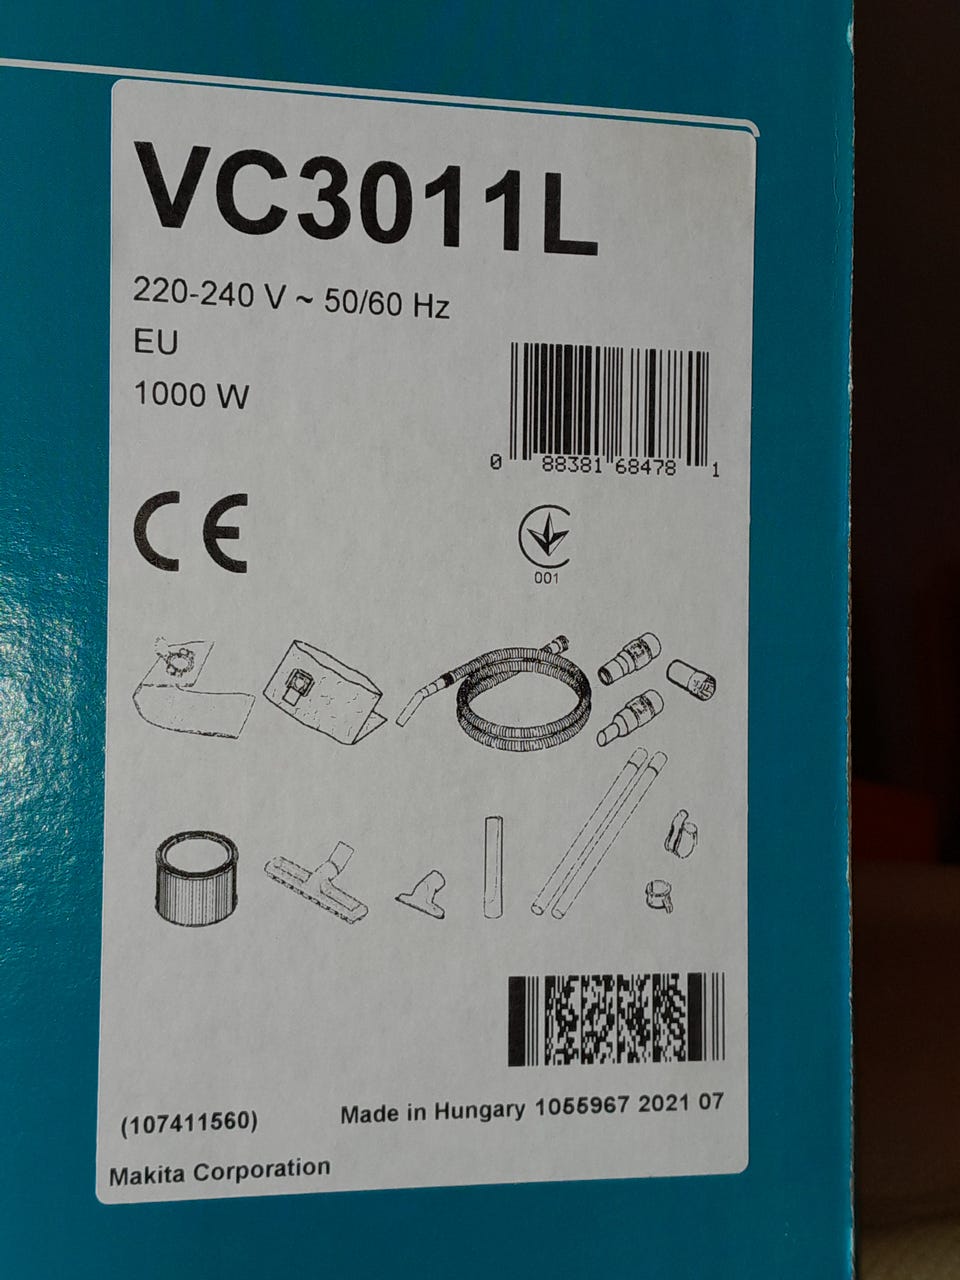 VC3011L
220-240 V ~ 50/60 Hz
EU
1000 W
0 88381 68478 1
CE
001
(107411560) Made in Hungary 1055967 2021 07
Makita Corporation